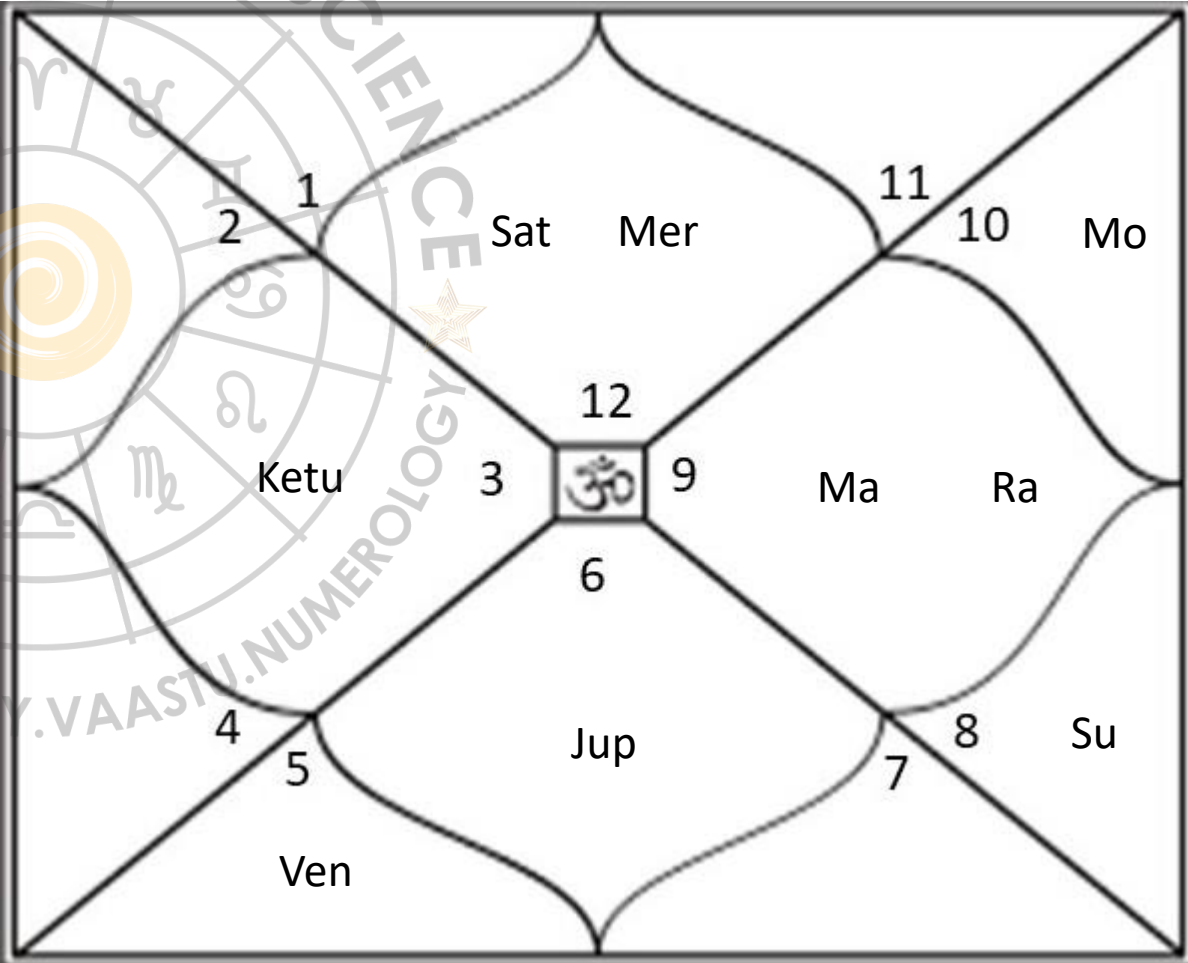 CIENCE
1
11
2
10
Sat Mer
Mo
12
Ketu
3
ॐ
9
Ma Ra
6
Y.VAASTU.NUMEROLOGY
4
8
Su
5
Jup
7
Ven